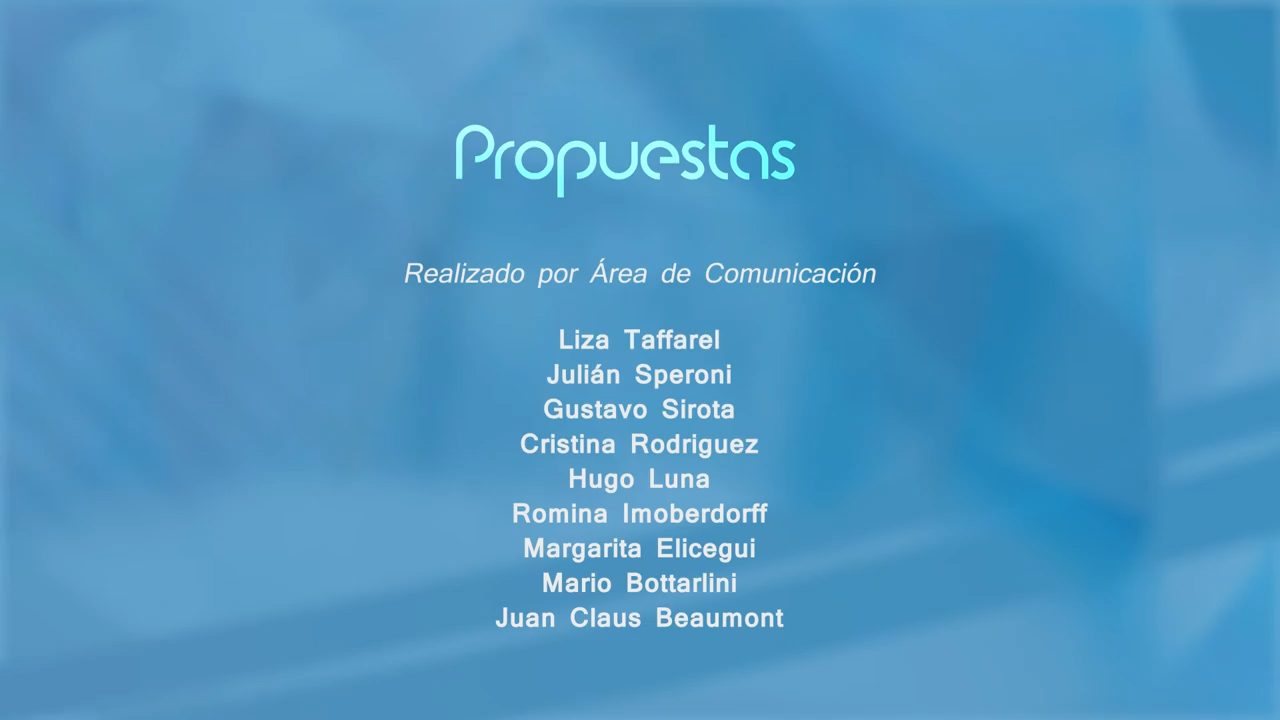 Propuestas
Realizado por Área de Comunicación
Liza Taffarel
Julián Speroni
Gustavo Sirota
Cristina Rodriguez
Hugo Luna
Romina Imoberdorff
Margarita Elicegui
Mario Bottarlini
Juan Claus Beaumont